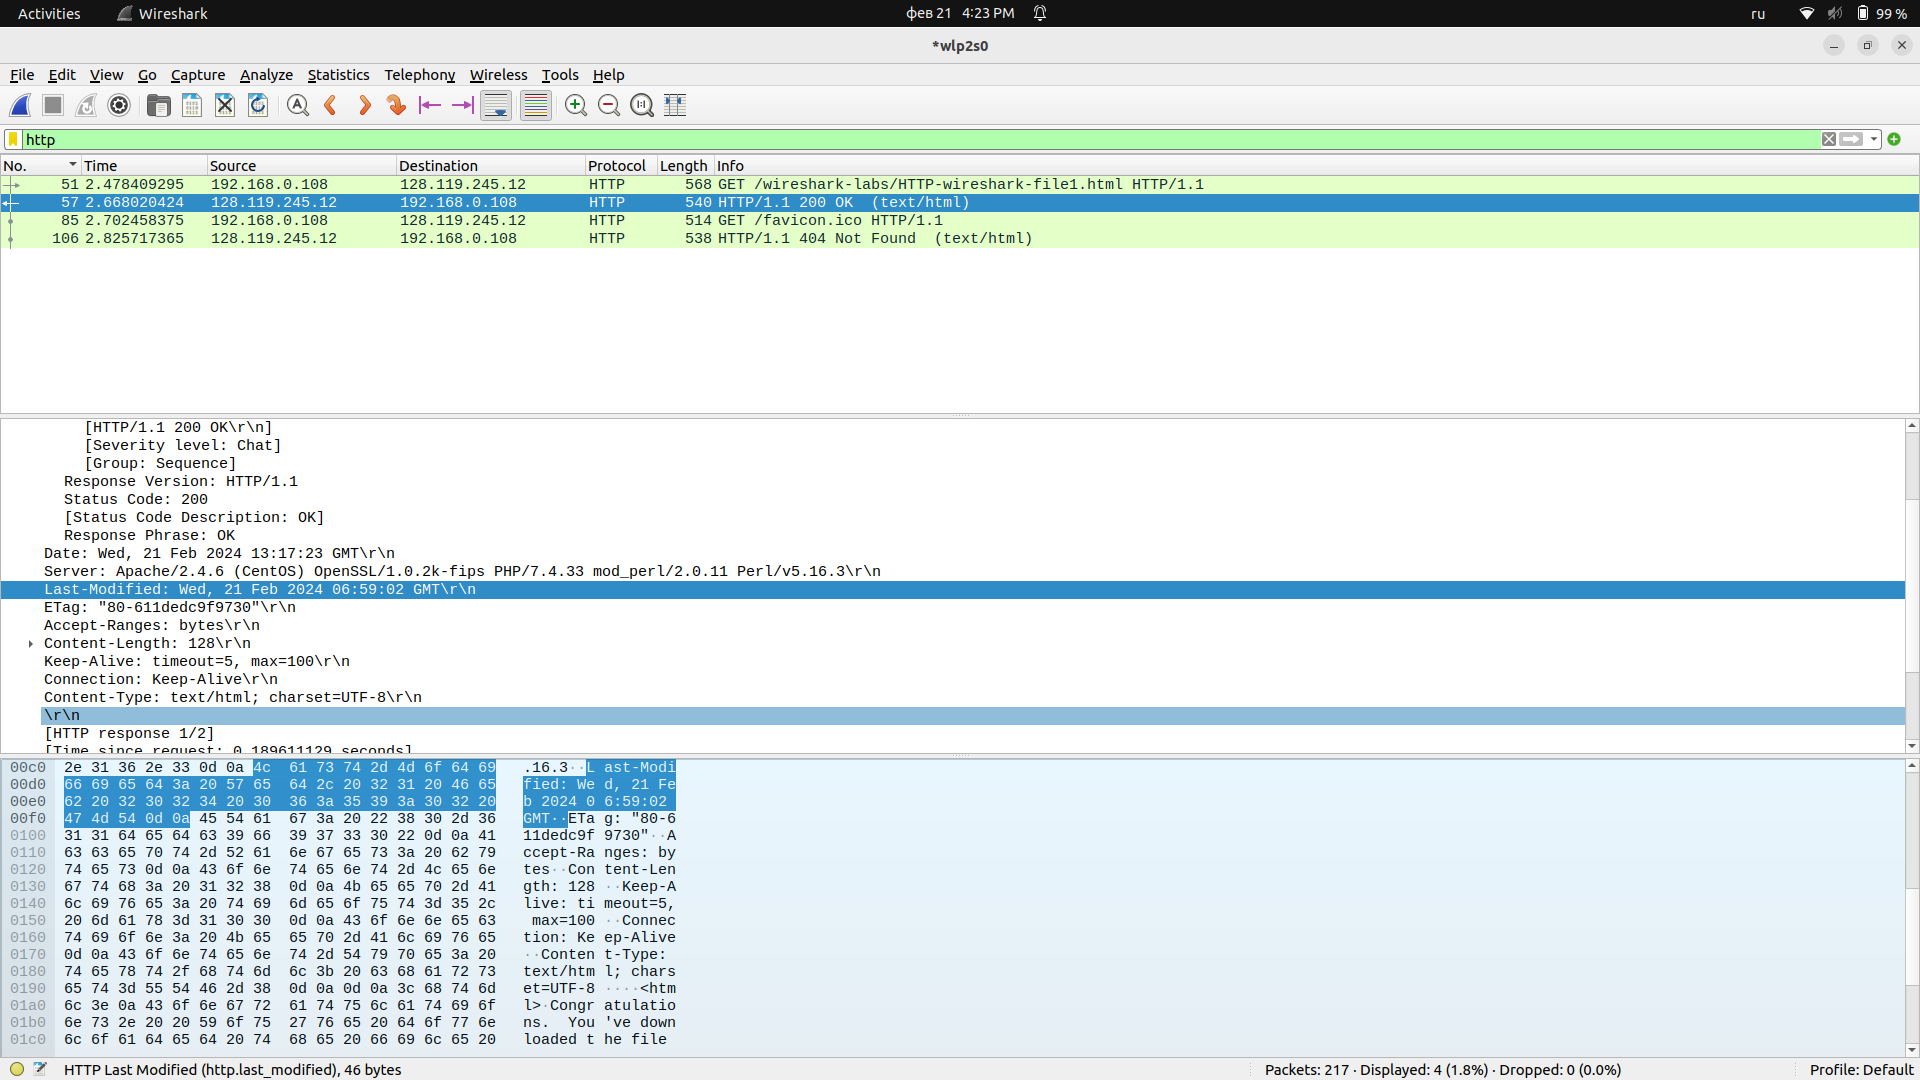 Activities Wireshark фев 21 4:23 PM ru 99 %
*wlp2s0
File Edit View Go Capture Analyze Statistics Telephony Wireless Tools Help
http
No. Time Source Destination Protocol Length Info
51 2.478409295 192.168.0.108 128.119.245.12 HTTP 568 GET /wireshark-labs/HTTP-wireshark-file1.html HTTP/1.1
57 2.668020424 128.119.245.12 192.168.0.108 HTTP 540 HTTP/1.1 200 OK  (text/html)
85 2.702458375 192.168.0.108 128.119.245.12 HTTP 514 GET /favicon.ico HTTP/1.1
106 2.825717365 128.119.245.12 192.168.0.108 HTTP 538 HTTP/1.1 404 Not Found  (text/html)
[HTTP/1.1 200 OK\r\n]
[Severity level: Chat]
[Group: Sequence]
Response Version: HTTP/1.1
Status Code: 200
[Status Code Description: OK]
Response Phrase: OK
Date: Wed, 21 Feb 2024 13:17:23 GMT\r\n
Server: Apache/2.4.6 (CentOS) OpenSSL/1.0.2k-fips PHP/7.4.33 mod_perl/2.0.11 Perl/v5.16.3\r\n
Last-Modified: Wed, 21 Feb 2024 06:59:02 GMT\r\n
ETag: "80-611dedc9f9730"\r\n
Accept-Ranges: bytes\r\n
Content-Length: 128\r\n
Keep-Alive: timeout=5, max=100\r\n
Connection: Keep-Alive\r\n
Content-Type: text/html; charset=UTF-8\r\n
\r\n
[HTTP response 1/2]
[Time since request: 0.189611129 seconds]
00c0 2e 31 36 2e 33 0d 0a 4c 61 73 74 2d 4d 6f 64 69 .16.3··L ast-Modi
00d0 66 69 65 64 3a 20 57 65 64 2c 20 32 31 20 46 65 fied: We d, 21 Fe
00e0 62 20 32 30 32 34 20 30 36 3a 35 39 3a 30 32 20 b 2024 0 6:59:02
00f0 47 4d 54 0d 0a 45 54 61 67 3a 20 22 38 30 2d 36 GMT··ETa g: "80-6
0100 31 31 64 65 64 63 39 66 39 37 33 30 22 0d 0a 41 11dedc9f 9730"··A
0110 63 63 65 70 74 2d 52 61 6e 67 65 73 3a 20 62 79 ccept-Ra nges: by
0120 74 65 73 0d 0a 43 6f 6e 74 65 6e 74 2d 4c 65 6e tes··Con tent-Len
0130 67 74 68 3a 20 31 32 38 0d 0a 4b 65 65 70 2d 41 gth: 128 ··Keep-A
0140 6c 69 76 65 3a 20 74 69 6d 65 6f 75 74 3d 35 2c live: ti meout=5,
0150 20 6d 61 78 3d 31 30 30 0d 0a 43 6f 6e 6e 65 63 max=100 ··Connec
0160 74 69 6f 6e 3a 20 4b 65 65 70 2d 41 6c 69 76 65 tion: Ke ep-Alive
0170 0d 0a 43 6f 6e 74 65 6e 74 2d 54 79 70 65 3a 20 ··Conten t-Type:
0180 74 65 78 74 2f 68 74 6d 6c 3b 20 63 68 61 72 73 text/htm l; chars
0190 65 74 3d 55 54 46 2d 38 0d 0a 0d 0a 3c 68 74 6d et=UTF-8 ····<htm
01a0 6c 3e 0a 43 6f 6e 67 72 61 74 75 6c 61 74 69 6f l>·Congr atulatio
01b0 6e 73 2e 20 20 59 6f 75 27 76 65 20 64 6f 77 6e ns.  You 've down
01c0 6c 6f 61 64 65 64 20 74 68 65 20 66 69 6c 65 20 loaded t he file
HTTP Last Modified (http.last_modified), 46 bytes Packets: 217 · Displayed: 4 (1.8%) · Dropped: 0 (0.0%) Profile: Default